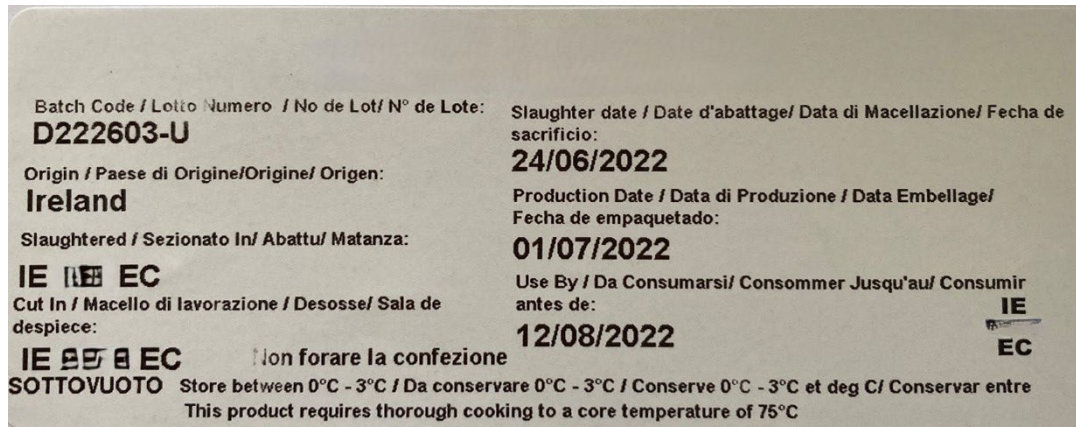 Batch Code / Lotto Numero / No de Lot/ N° de Lote:
D222603-U
Origin / Paese di Origine/Origine/ Origen:
Ireland
Slaughtered / Sezionato In/ Abattu/ Matanza:
IE EC
Cut In / Macello di lavorazione / Desosse/ Sala de
despiece:
IE EC
Slaughter date / Date d'abattage/ Data di Macellazione/ Fecha de
sacrificio:
24/06/2022
Production Date / Data di Produzione / Data Embellage/
Fecha de empaquetado:
01/07/2022
Use By / Da Consumarsi/ Consommer Jusqu'au/ Consumir
antes de:
12/08/2022
IE
EC
Non forare la confezione
SOTTOVUOTO Store between 0°C - 3°C / Da conservare 0°C - 3°C / Conserve 0°C - 3°C et deg C/ Conservar entre
This product requires thorough cooking to a core temperature of 75°C